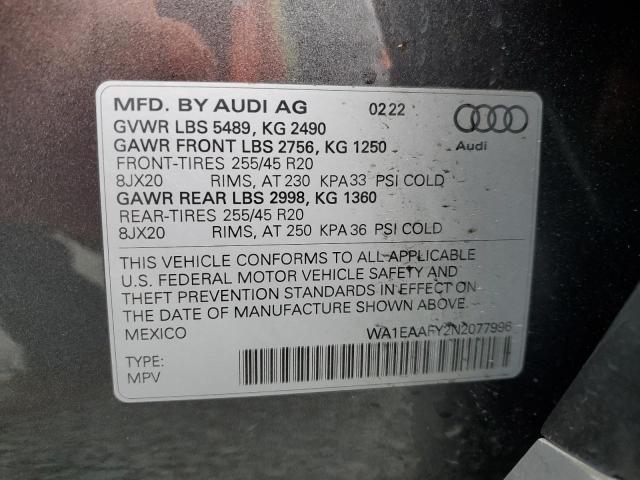 MFD. BY AUDI AG 02 22
GVWR LBS 5489, KG 2490
GAWR FRONT LBS 2756, KG 1250
Audi
FRONT-TIRES 255/45 R20
8JX20 RIMS, AT 230 KPA 33 PSI COLD
GAWR REAR LBS 2998, KG 1360
REAR-TIRES 255/45 R20
8JX20 RIMS, AT 250 KPA 36 PSI COLD
THIS VEHICLE CONFORMS TO ALL APPLICABLE
U.S. FEDERAL MOTOR VEHICLE SAFETY AND
THEFT PREVENTION STANDARDS IN EFFECT ON
THE DATE OF MANUFACTURE SHOWN ABOVE.
MEXICO WA1EAAFY2N2077996
TYPE:
MPV